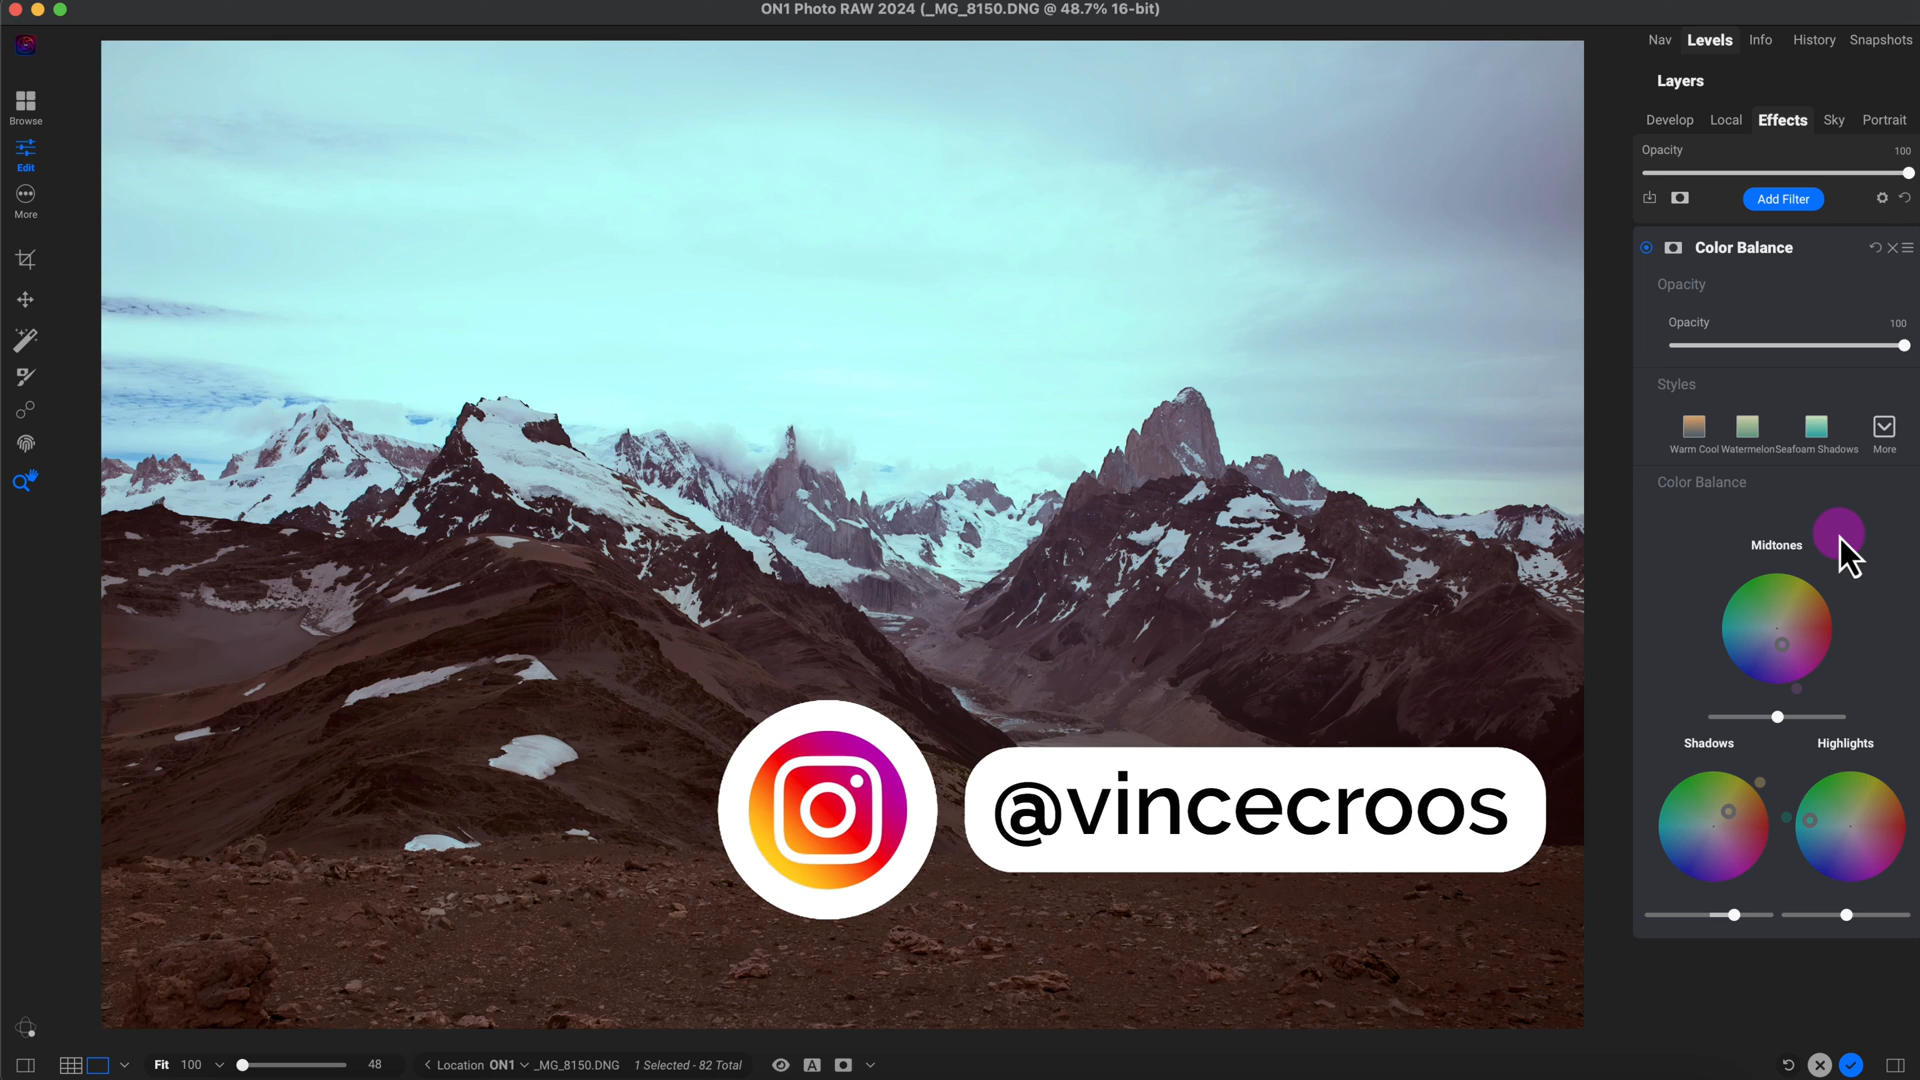 ON1 Photo RAW 2024 (_MG_8150.DNG @ 48.7% 16-bit)
Nav Levels Info History Snapshots
Layers
Browse
Develop Local Effects Sky Portrait
Opacity 100
Edit
Add Filter
More
Color Balance
Opacity
Opacity 100
Styles
Warm Cool Watermelon Seafoam Shadows More
Color Balance
Midtones
Shadows Highlights
@vincecroos
Fit 100 48 Location ON1 _MG_8150.DNG 1 Selected - 82 Total A